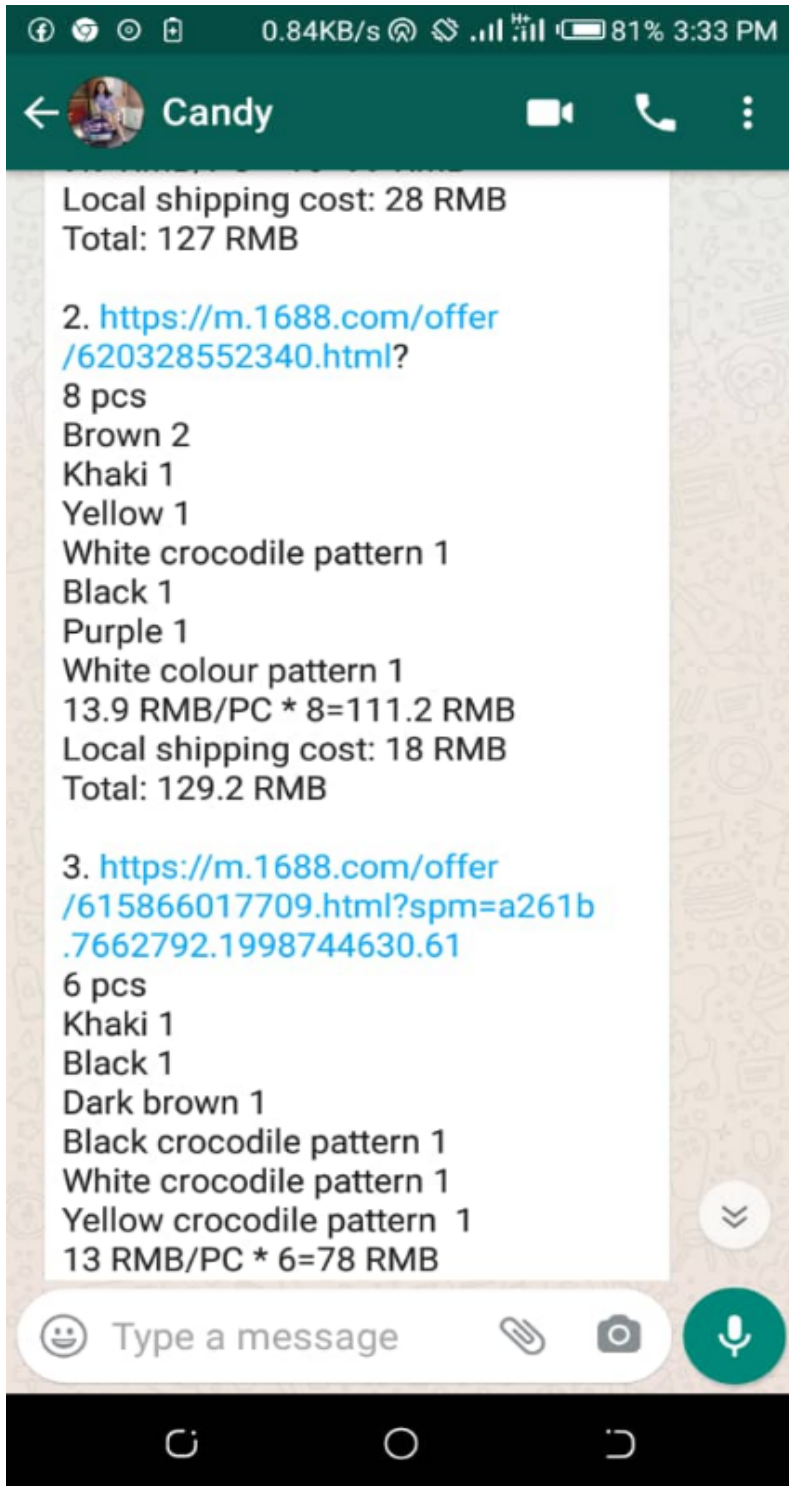 0.84KB/s 81% 3:33 PM
Candy
Local shipping cost: 28 RMB
Total: 127 RMB
2. https://m.1688.com/offer
/620328552340.html?
8 pcs
Brown 2
Khaki 1
Yellow 1
White crocodile pattern 1
Black 1
Purple 1
White colour pattern 1
13.9 RMB/PC * 8=111.2 RMB
Local shipping cost: 18 RMB
Total: 129.2 RMB
3. https://m.1688.com/offer
/615866017709.html?spm=a261b
.7662792.1998744630.61
6 pcs
Khaki 1
Black 1
Dark brown 1
Black crocodile pattern 1
White crocodile pattern 1
Yellow crocodile pattern  1
13 RMB/PC * 6=78 RMB
Type a message